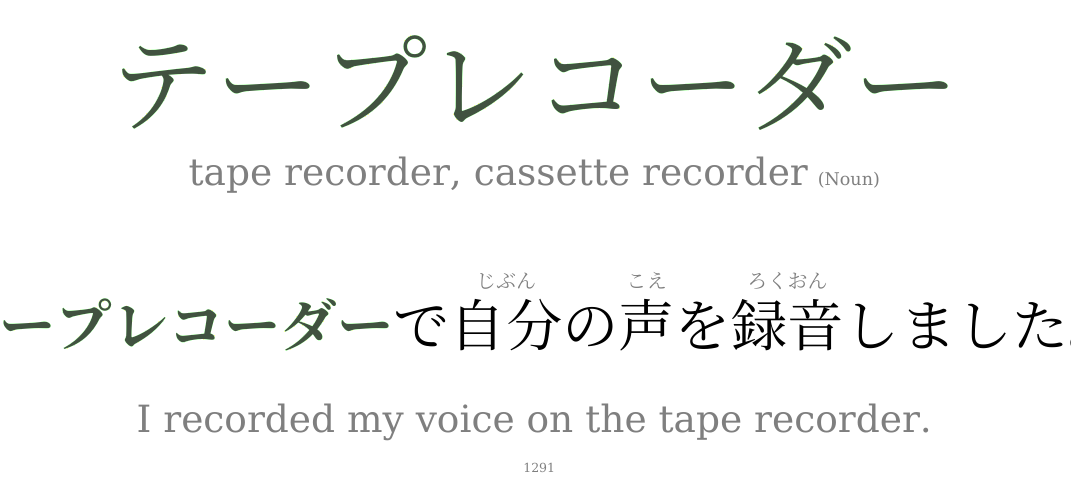 テープレコーダー
tape recorder, cassette recorder (Noun)
じぶん こえ ろくおん
ープレコーダーで自分の声を録音しました
I recorded my voice on the tape recorder.
1291